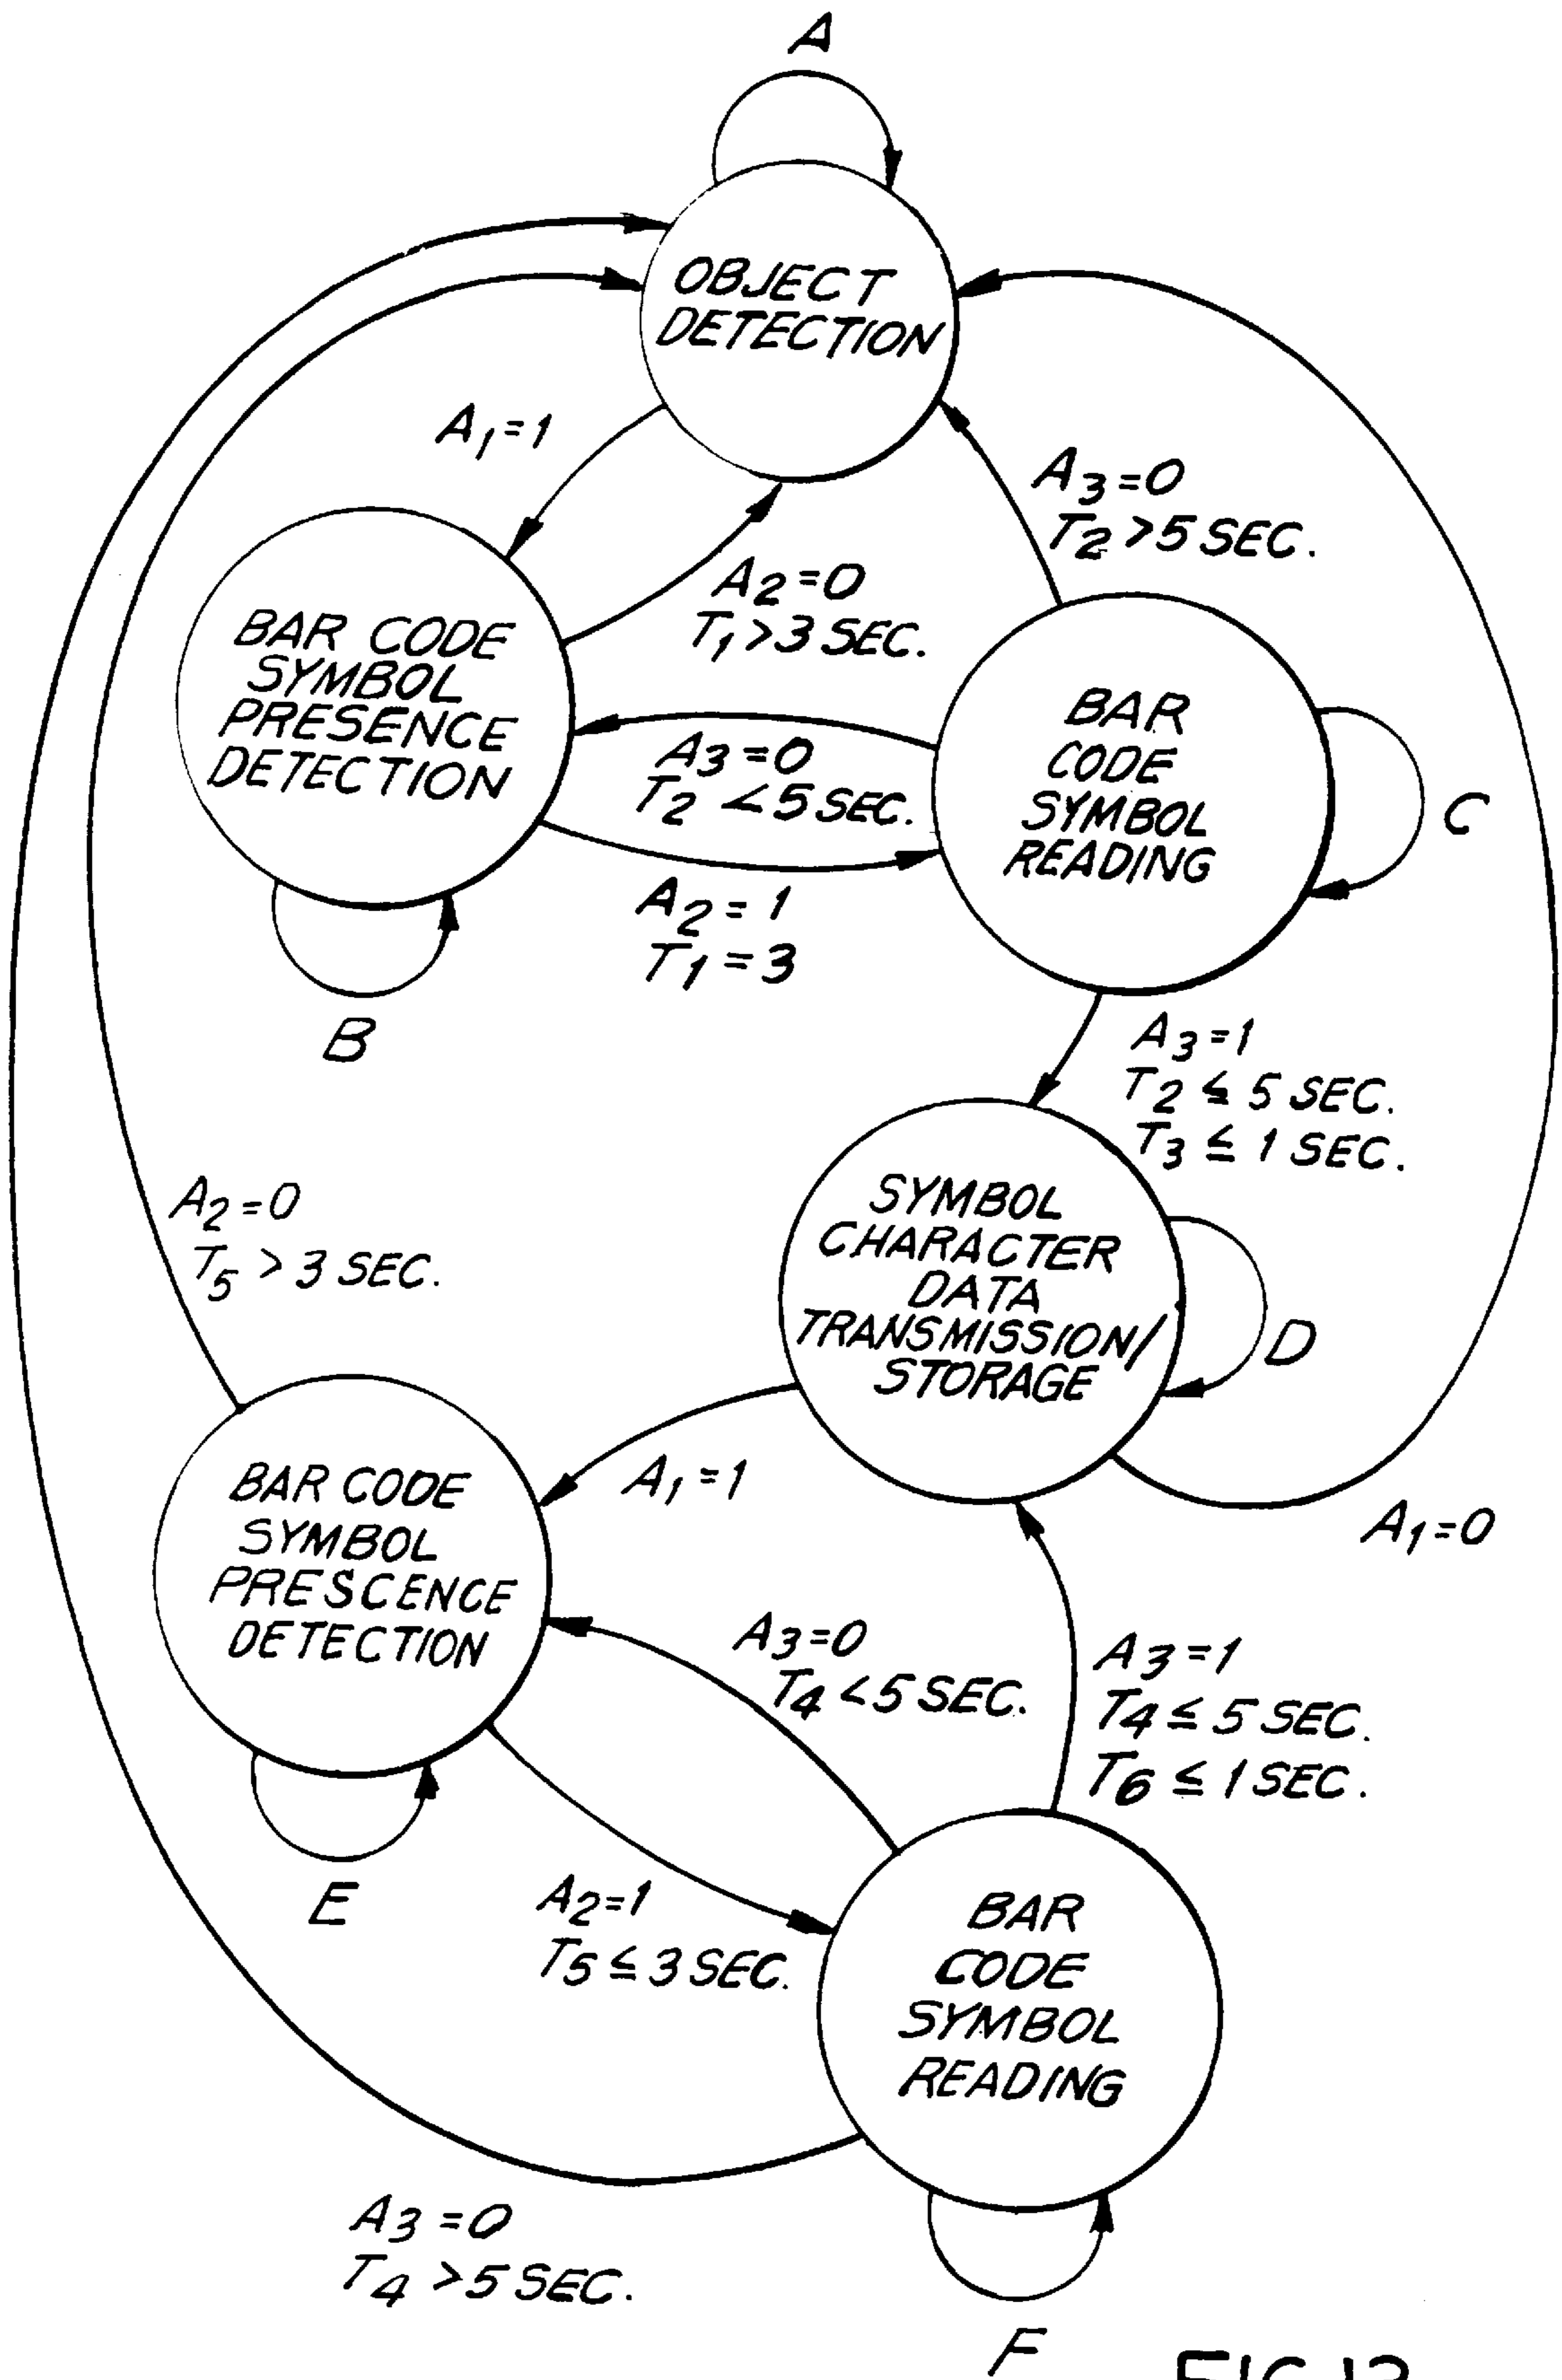 A
OBJECT
DETECTION
A1=1
A3=0
T2>5 SEC.
A2=0
T1>3 SEC.
BAR CODE
SYMBOL
PRESENCE
DETECTION
A3=0
T2<5 SEC.
BAR
CODE
SYMBOL
READING
C
A2=1
T1=3
B
A3=1
T2≤5 SEC.
T3≤1 SEC.
A2=0
T5>3 SEC.
SYMBOL
CHARACTER
DATA
TRANSMISSION/
STORAGE
D
A1=1
A1=0
BAR CODE
SYMBOL
PRESCENCE
DETECTION
A3=0
T4<5 SEC.
A3=1
T4≤5 SEC.
T6≤1 SEC.
E
A2=1
T5≤3 SEC.
BAR
CODE
SYMBOL
READING
A3=0
T4>5 SEC.
F